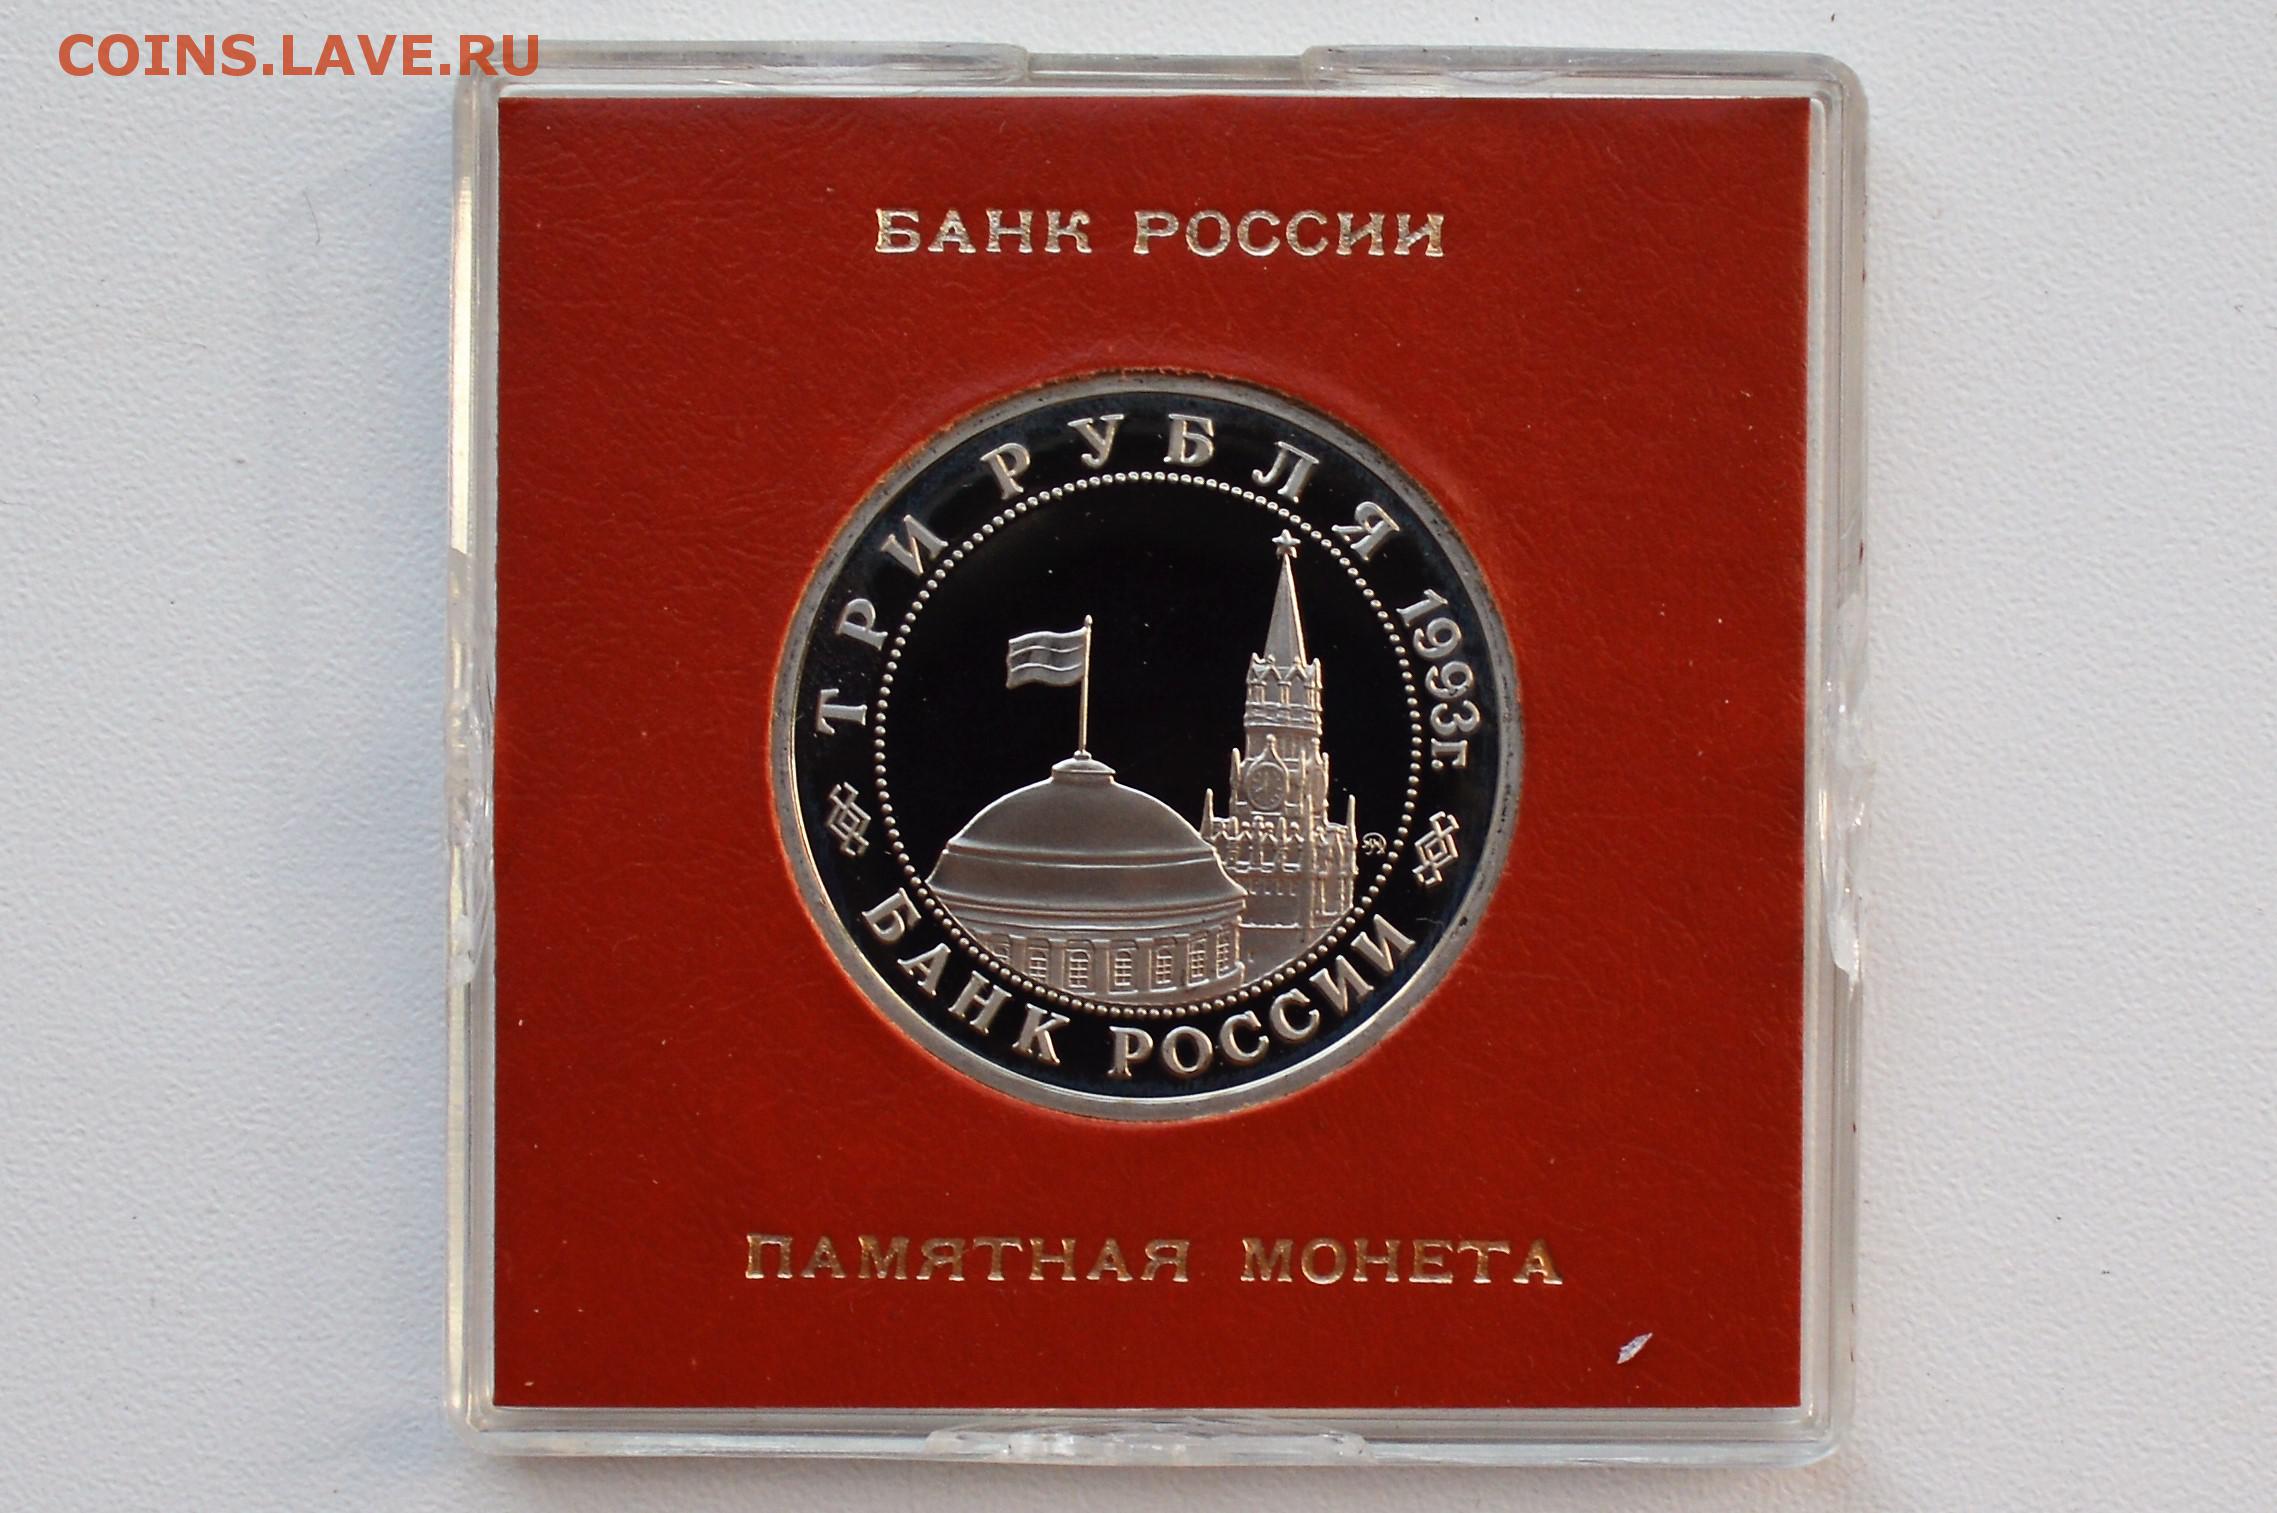 COINS.LAVE.RU
БАНК РОССИИ
ТРИ РУБЛЯ 1993г.
БАНК РОССИИ
ПАМЯТНАЯ МОНЕТА